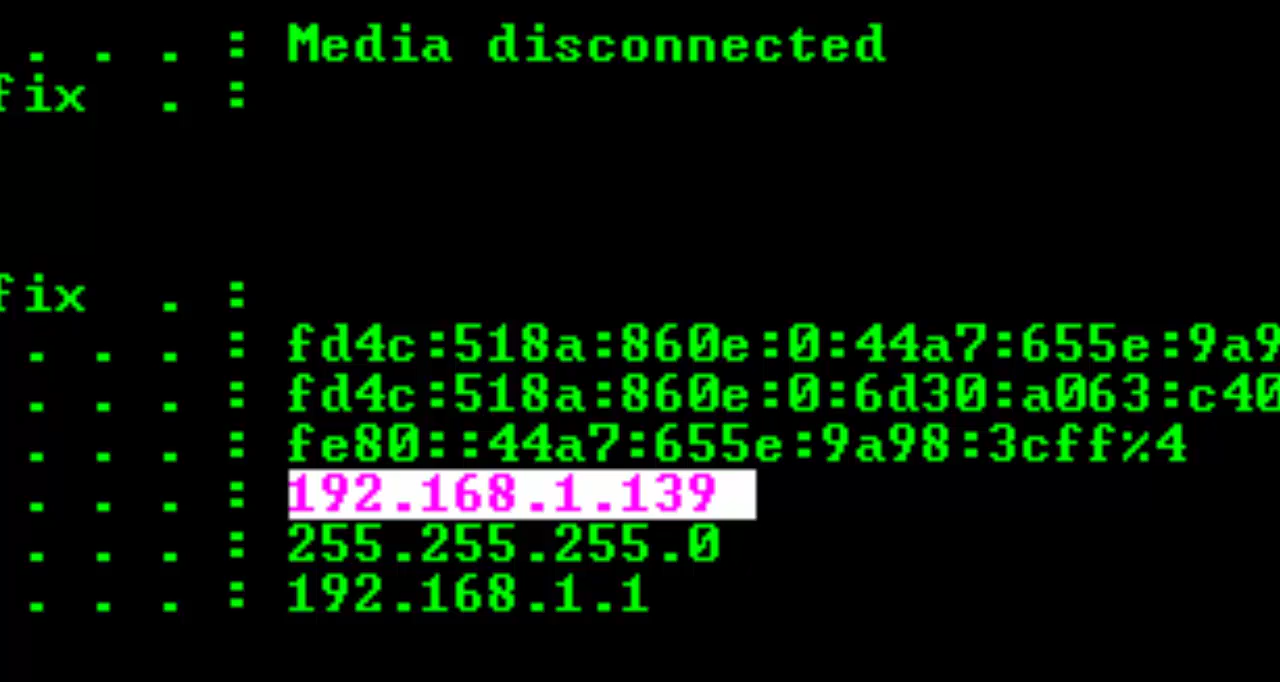 . . . : Media disconnected
fix . :
fix . :
. . . : fd4c:518a:860e:0:44a7:655e:9a9
. . . : fd4c:518a:860e:0:6d30:a063:c40
. . . : fe80::44a7:655e:9a98:3cff%4
. . . : 192.168.1.139
. . . : 255.255.255.0
. . . : 192.168.1.1